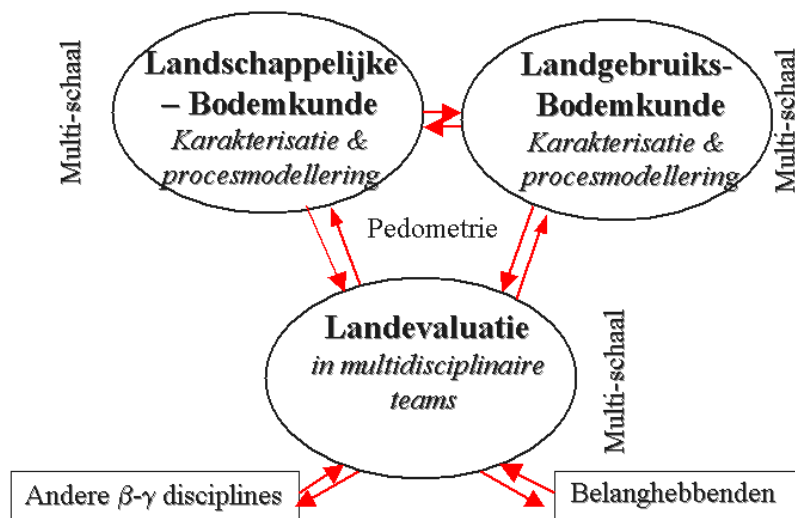 Multi-schaal
Landschappelijke
– Bodemkunde
Karakterisatie &
procesmodellering
Landgebruiks-
Bodemkunde
Karakterisatie &
procesmodellering
Multi-schaal
Pedometrie
Landevaluatie
in multidisciplinaire
teams
Multi-schaal
Andere β-γ disciplines
Belanghebbenden